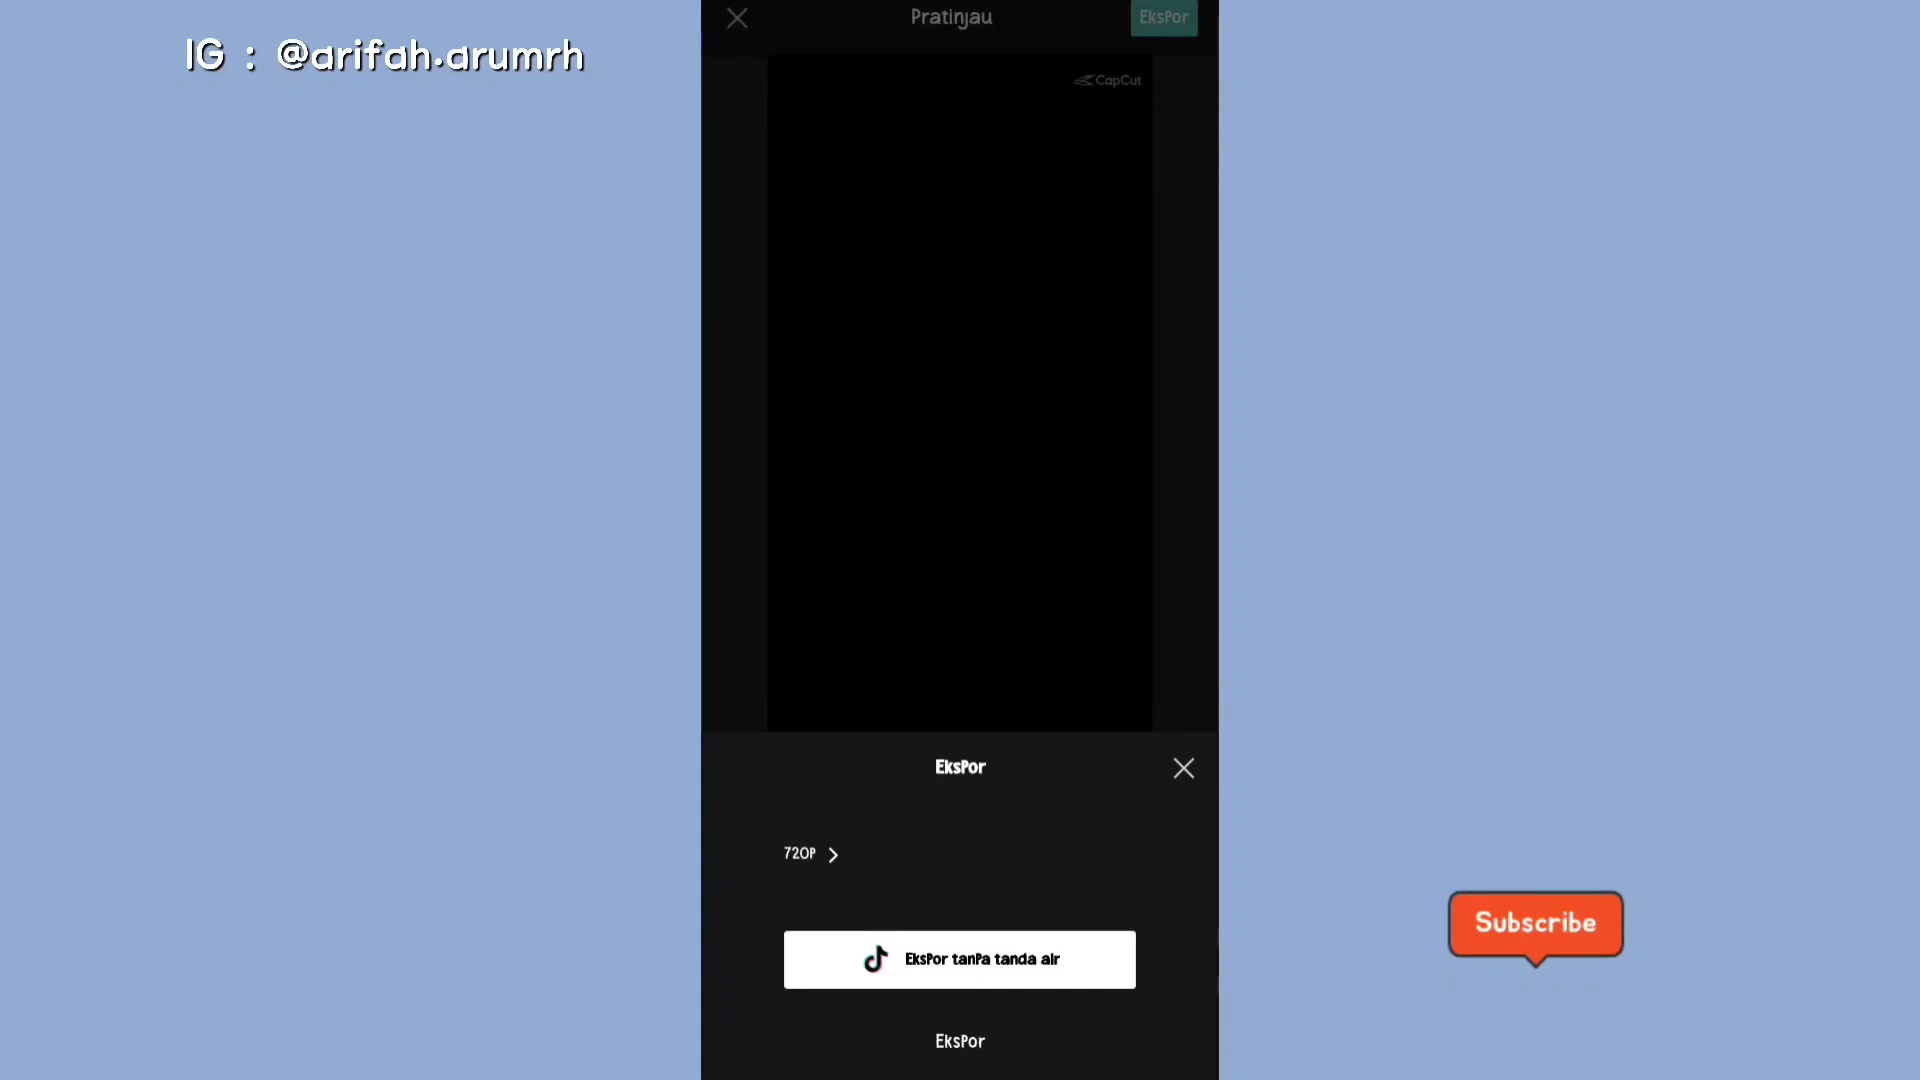 IG : @arifah.arumrh
Pratinjau
Ekspor
CapCut
Ekspor
720P
Ekspor tanpa tanda air
Ekspor
Subscribe